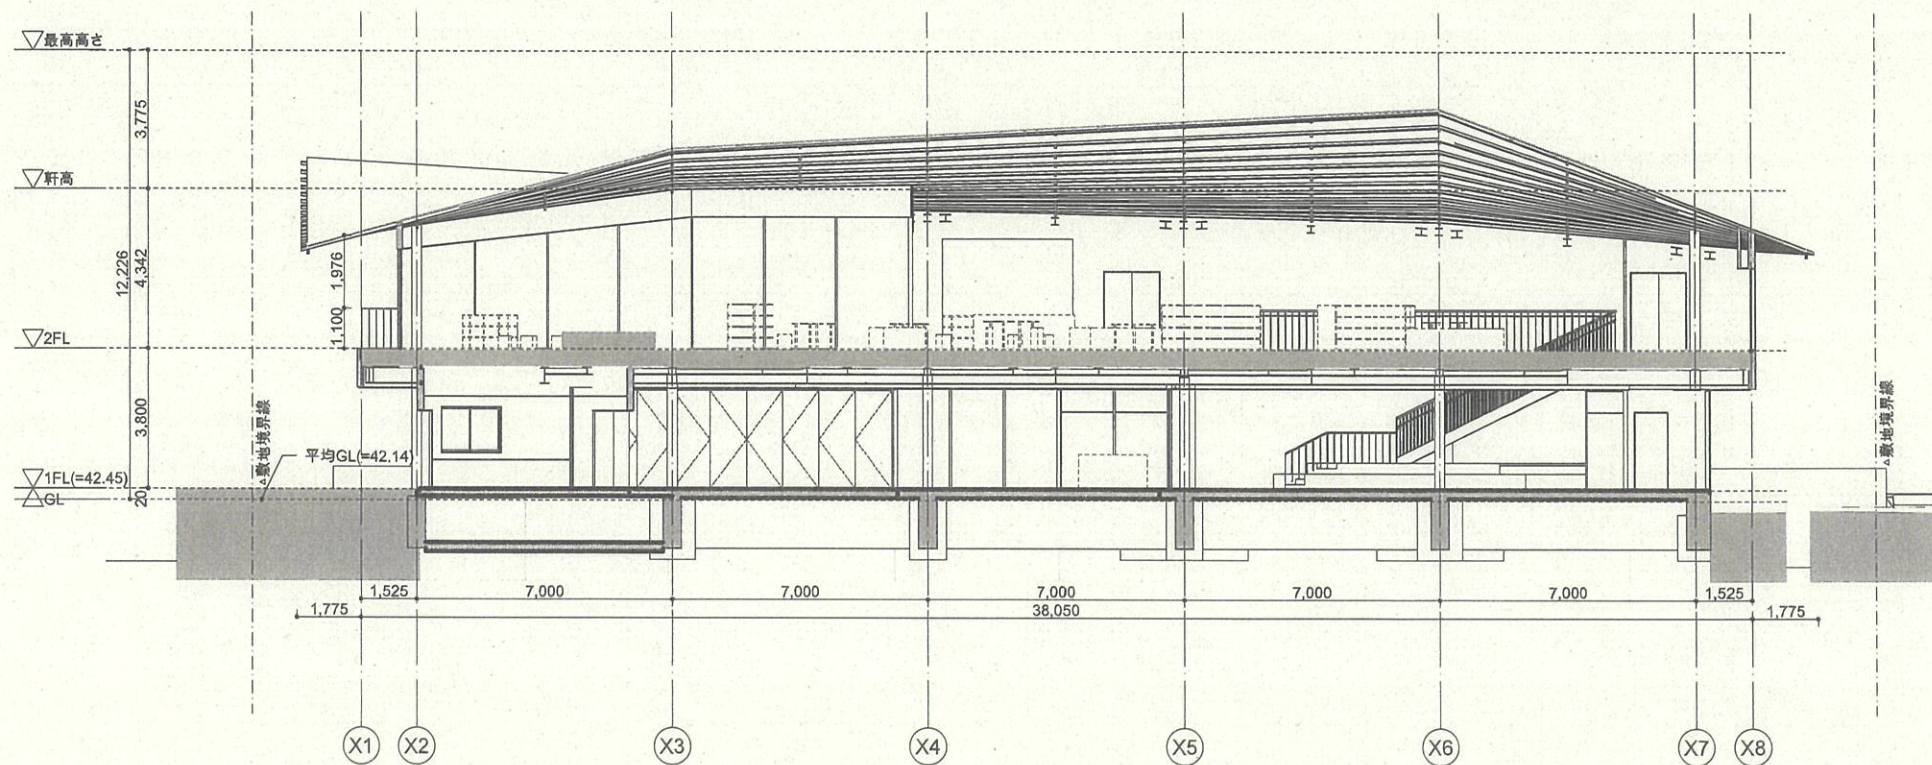 ▽最高高さ
3,775
▽軒高
12,226
4,342
1,976
1,100
▽2FL
3,800
△敷地境界線
平均GL(=42.14)
▽1FL(=42.45)
20
△GL
△敷地境界線
H H H H H H H H H H
1,525 7,000 7,000 7,000 7,000 7,000 1,525
1,775 38,050 1,775
X1 X2 X3 X4 X5 X6 X7 X8